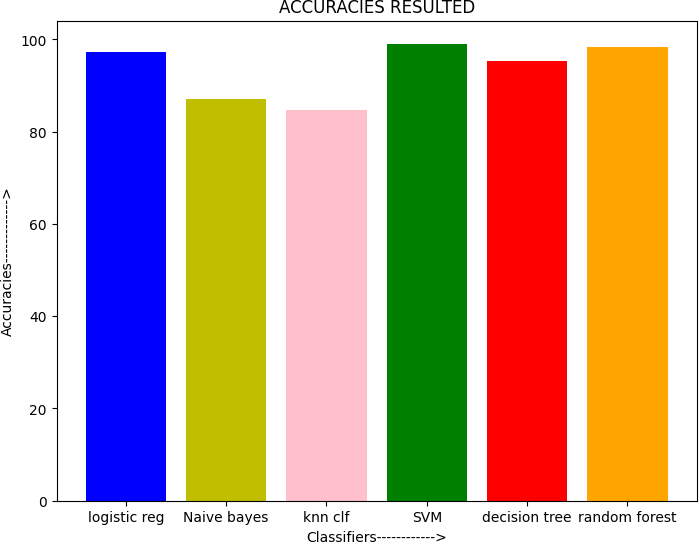 ACCURACIES RESULTED
100
80
60
40
20
0
Accuracies-------------->
logistic reg Naive bayes knn clf SVM decision tree random forest
Classifiers------------>